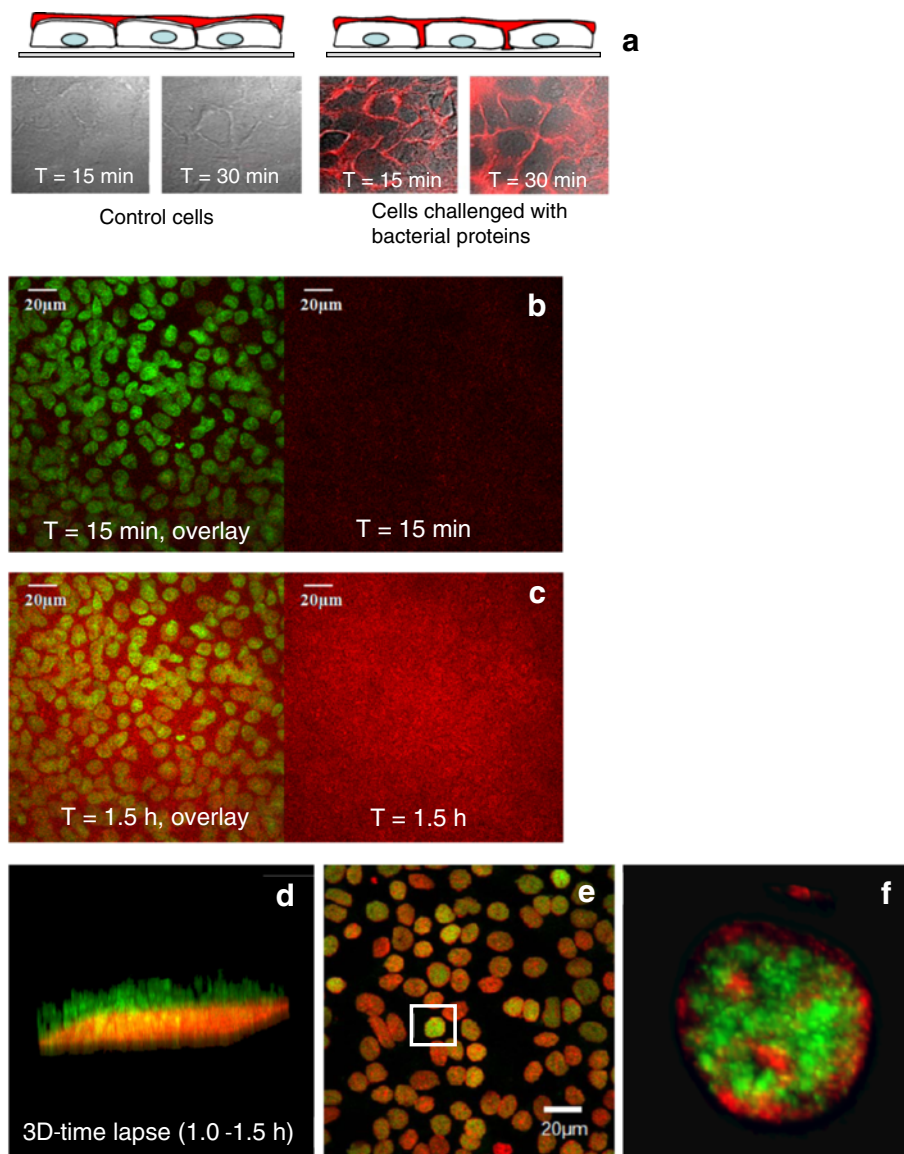 a
T = 15 min
T = 30 min
T = 15 min
T = 30 min
Control cells
Cells challenged with
bacterial proteins
20μm
20μm
b
T = 15 min, overlay
T = 15 min
20μm
20μm
c
T = 1.5 h, overlay
T = 1.5 h
d
3D-time lapse (1.0 -1.5 h)
e
20μm
f